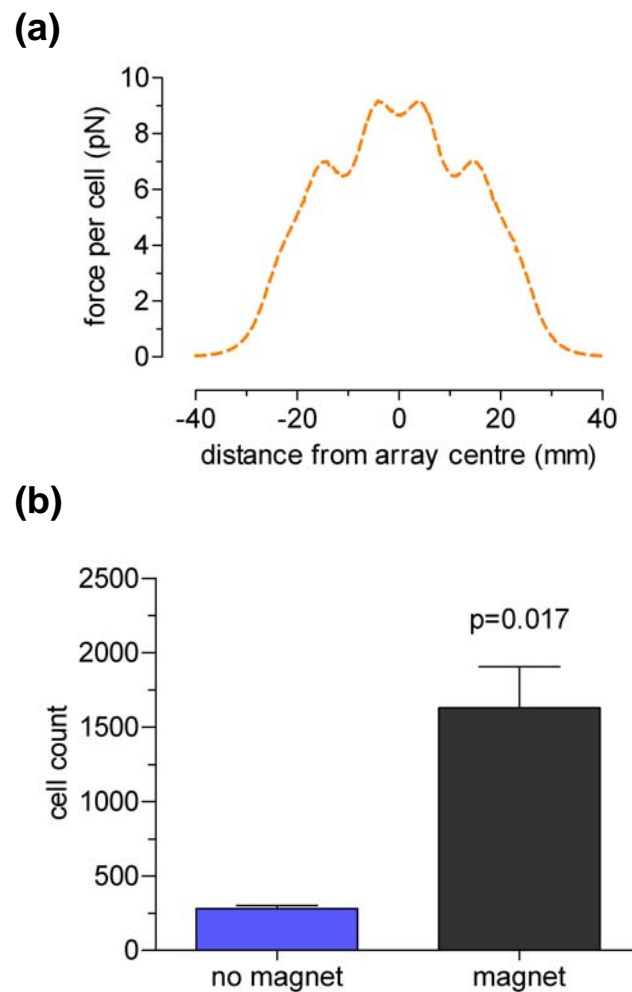 (a)
force per cell (pN)
10
8
6
4
2
0
-40 -20 0 20 40
distance from array centre (mm)
(b)
cell count
2500
2000
1500
1000
500
0
p=0.017
no magnet magnet